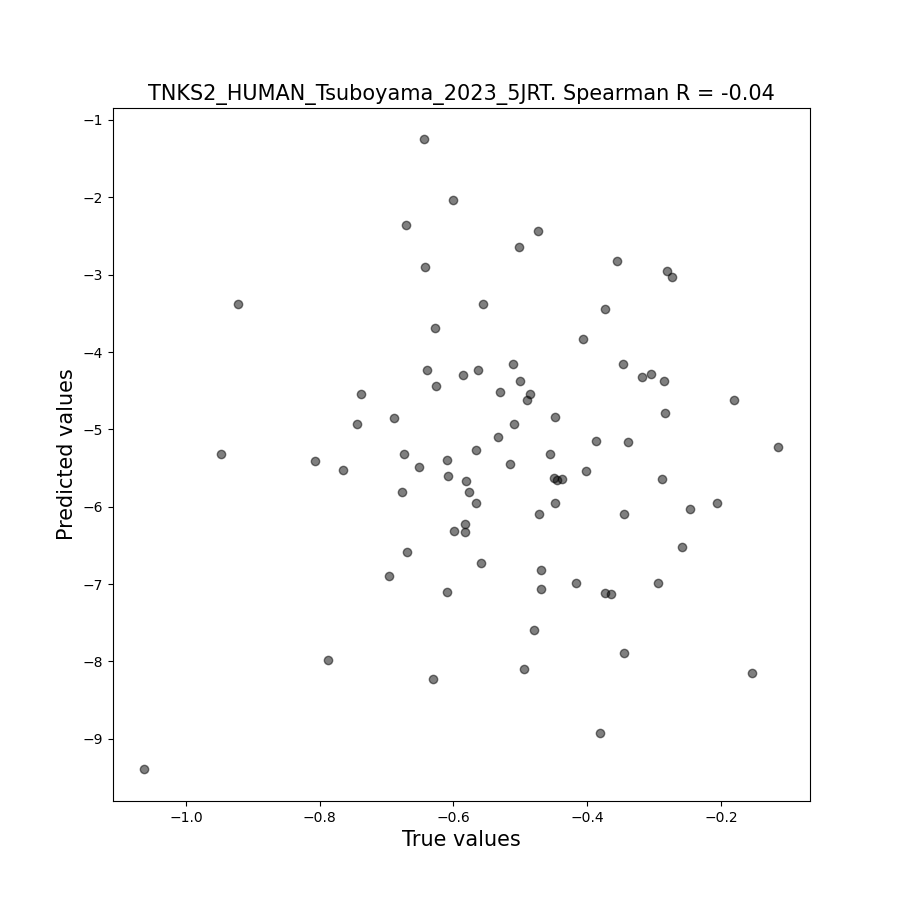 TNKS2_HUMAN_Tsuboyama_2023_5JRT. Spearman R = -0.04
−1
−2
−3
−4
−5
−6
−7
−8
−9
Predicted values
−1.0 −0.8 −0.6 −0.4 −0.2
True values